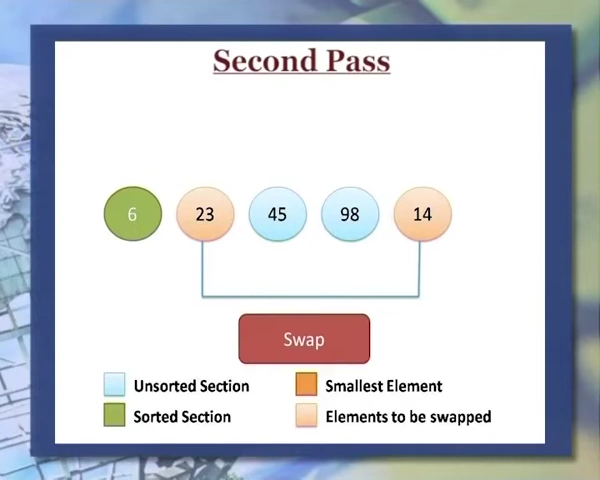 Second Pass
6 23 45 98 14
Swap
Unsorted Section Smallest Element
Sorted Section Elements to be swapped